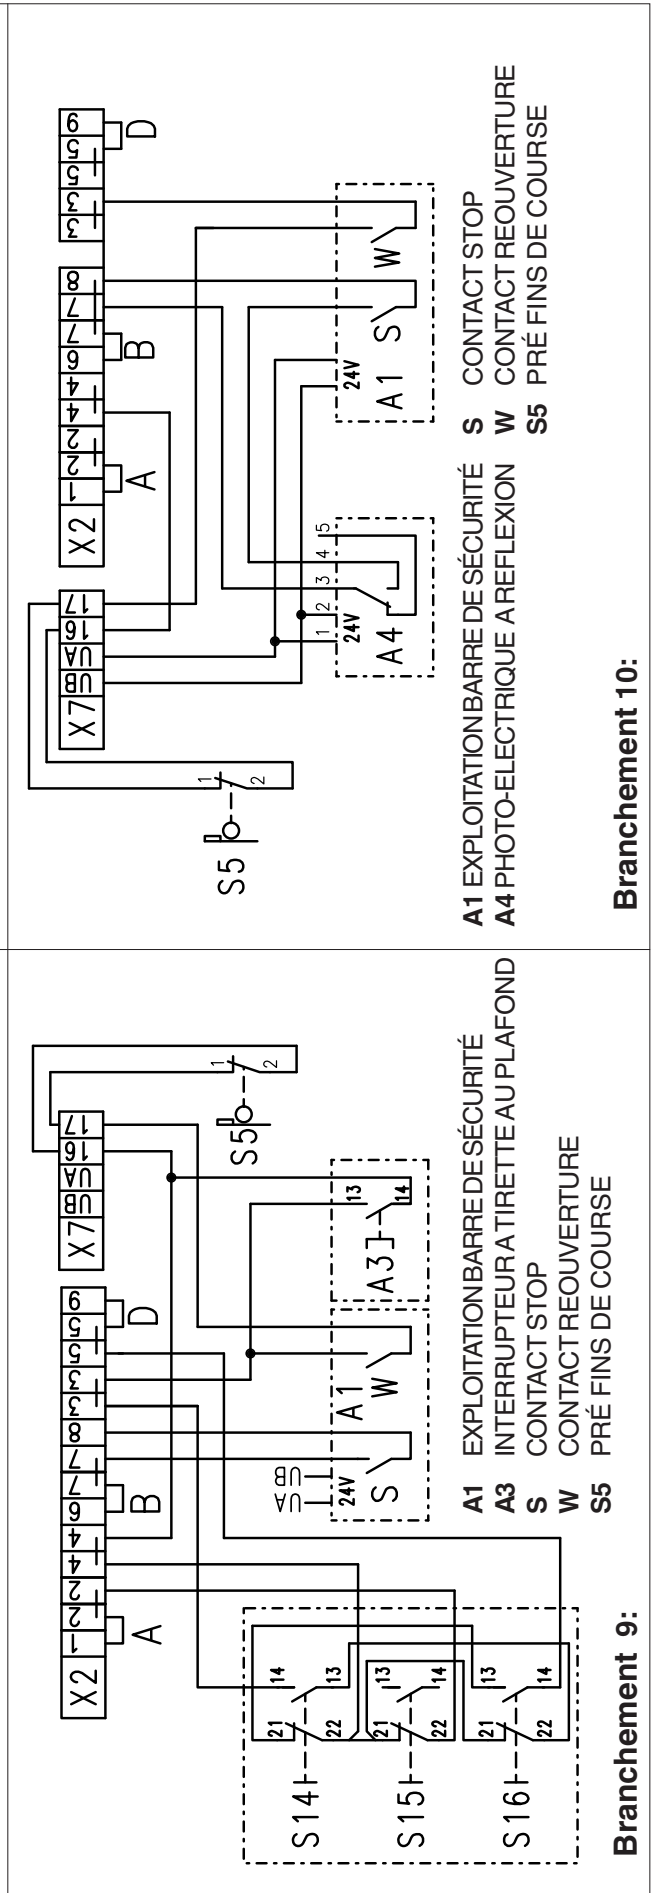 X2 1 2 2 4 4 6 7 7 8 3 3 5 5 9
A B D
X7 UB UA 16 17
S5 1 2
S14 21 22 14 13
S15 21 22 13 14
S16 21 22 13 14
UA UB
24V
S A1 W
A3 13 14
A1 EXPLOITATION BARRE DE SÉCURITÉ
A3 INTERRUPTEUR A TIRETTE AU PLAFOND
S CONTACT STOP
W CONTACT REOUVERTURE
S5 PRÉ FINS DE COURSE
Branchement 9:
X7 UB UA 16 17
X2 1 2 2 4 4 6 7 7 8 3 3 5 5 9
A B D
S5 1 2
1 2 3 4 5
24V
A4
24V
A1 S W
A1 EXPLOITATION BARRE DE SÉCURITÉ
A4 PHOTO-ELECTRIQUE A REFLEXION
S CONTACT STOP
W CONTACT REOUVERTURE
S5 PRÉ FINS DE COURSE
Branchement 10: